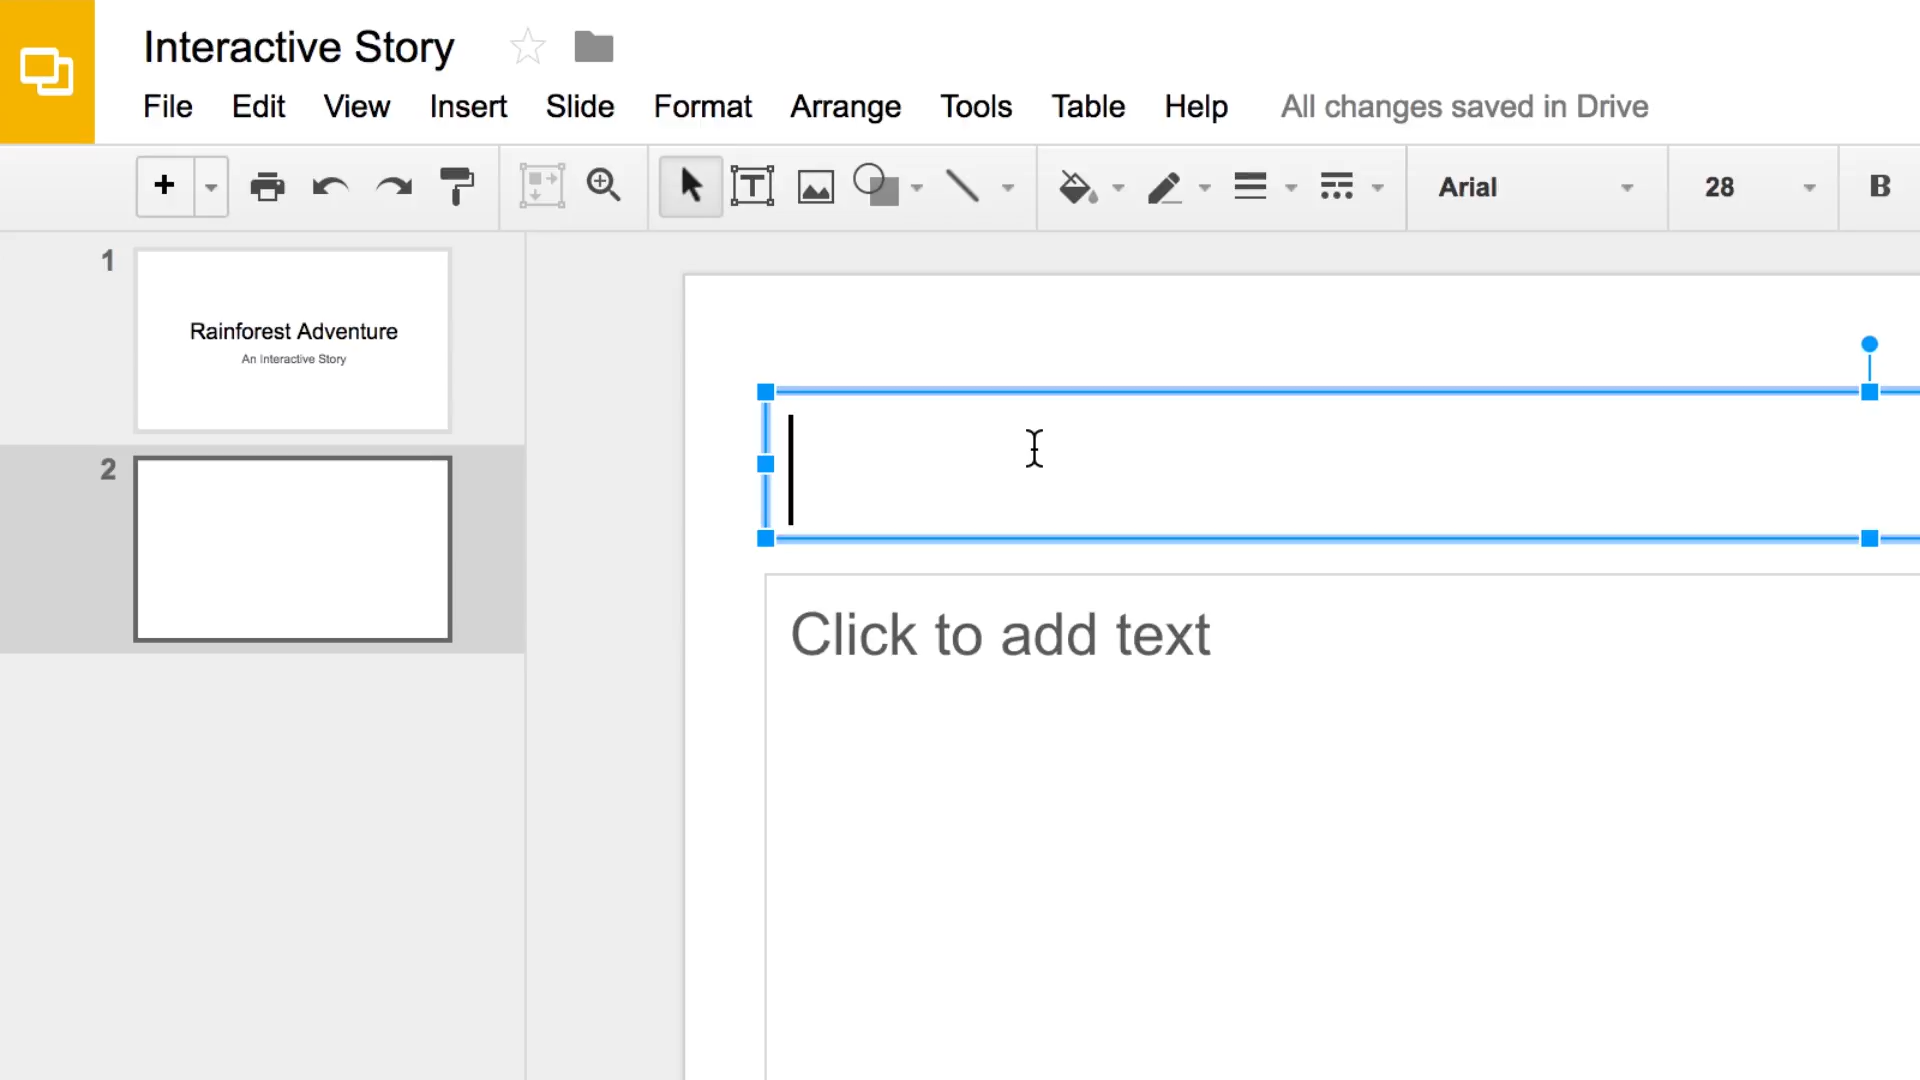 Interactive Story
File Edit View Insert Slide Format Arrange Tools Table Help All changes saved in Drive
Arial 28 B
1
Rainforest Adventure
An Interactive Story
2
Click to add text